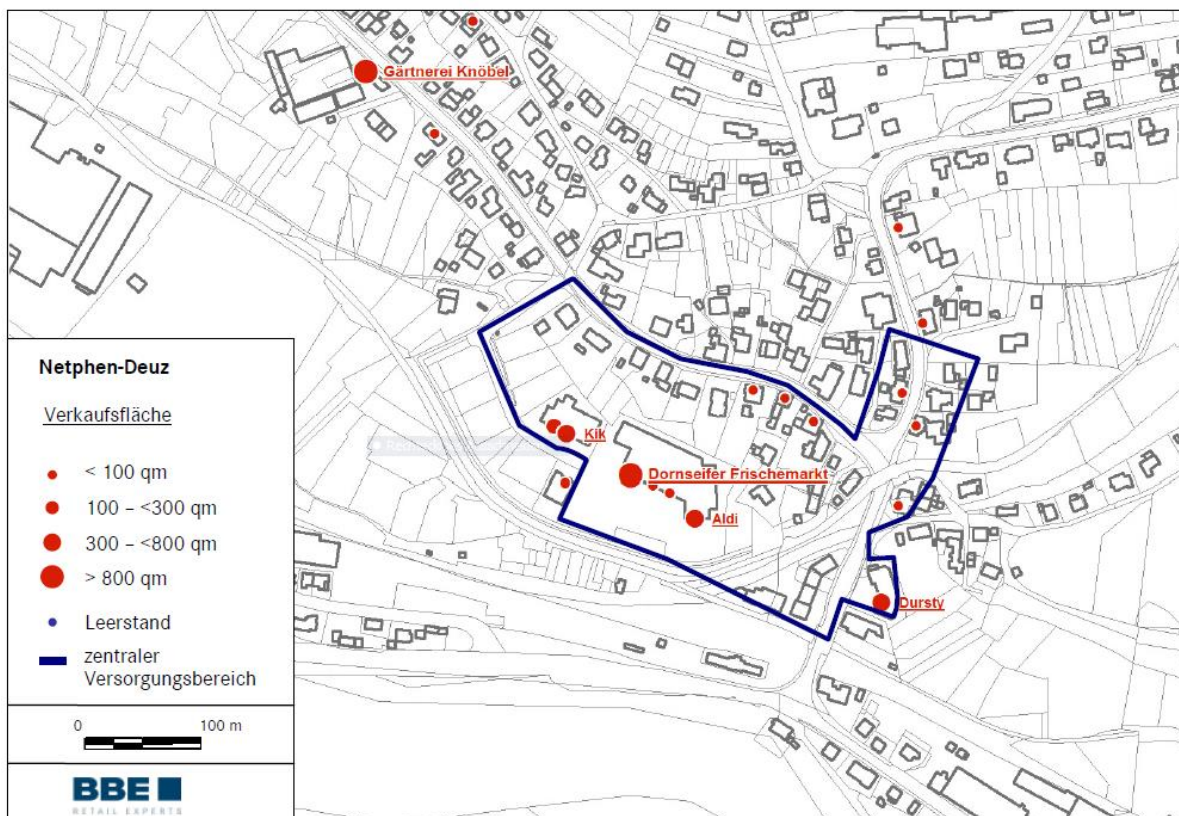 Gärtnerei Knöbel
Kik
Dornseifer Frischemarkt
Aldi
Dursty
Netphen-Deuz
Verkaufsfläche
< 100 qm
100 – <300 qm
300 – <800 qm
> 800 qm
Leerstand
zentraler
Versorgungsbereich
0 100 m
BBE
RETAIL EXPERTS